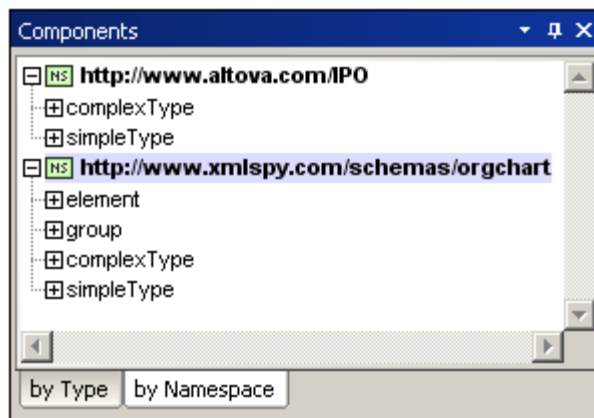 Components
NS http://www.altova.com/IPO
complexType
simpleType
NS http://www.xmlspy.com/schemas/orgchart
element
group
complexType
simpleType
by Type by Namespace